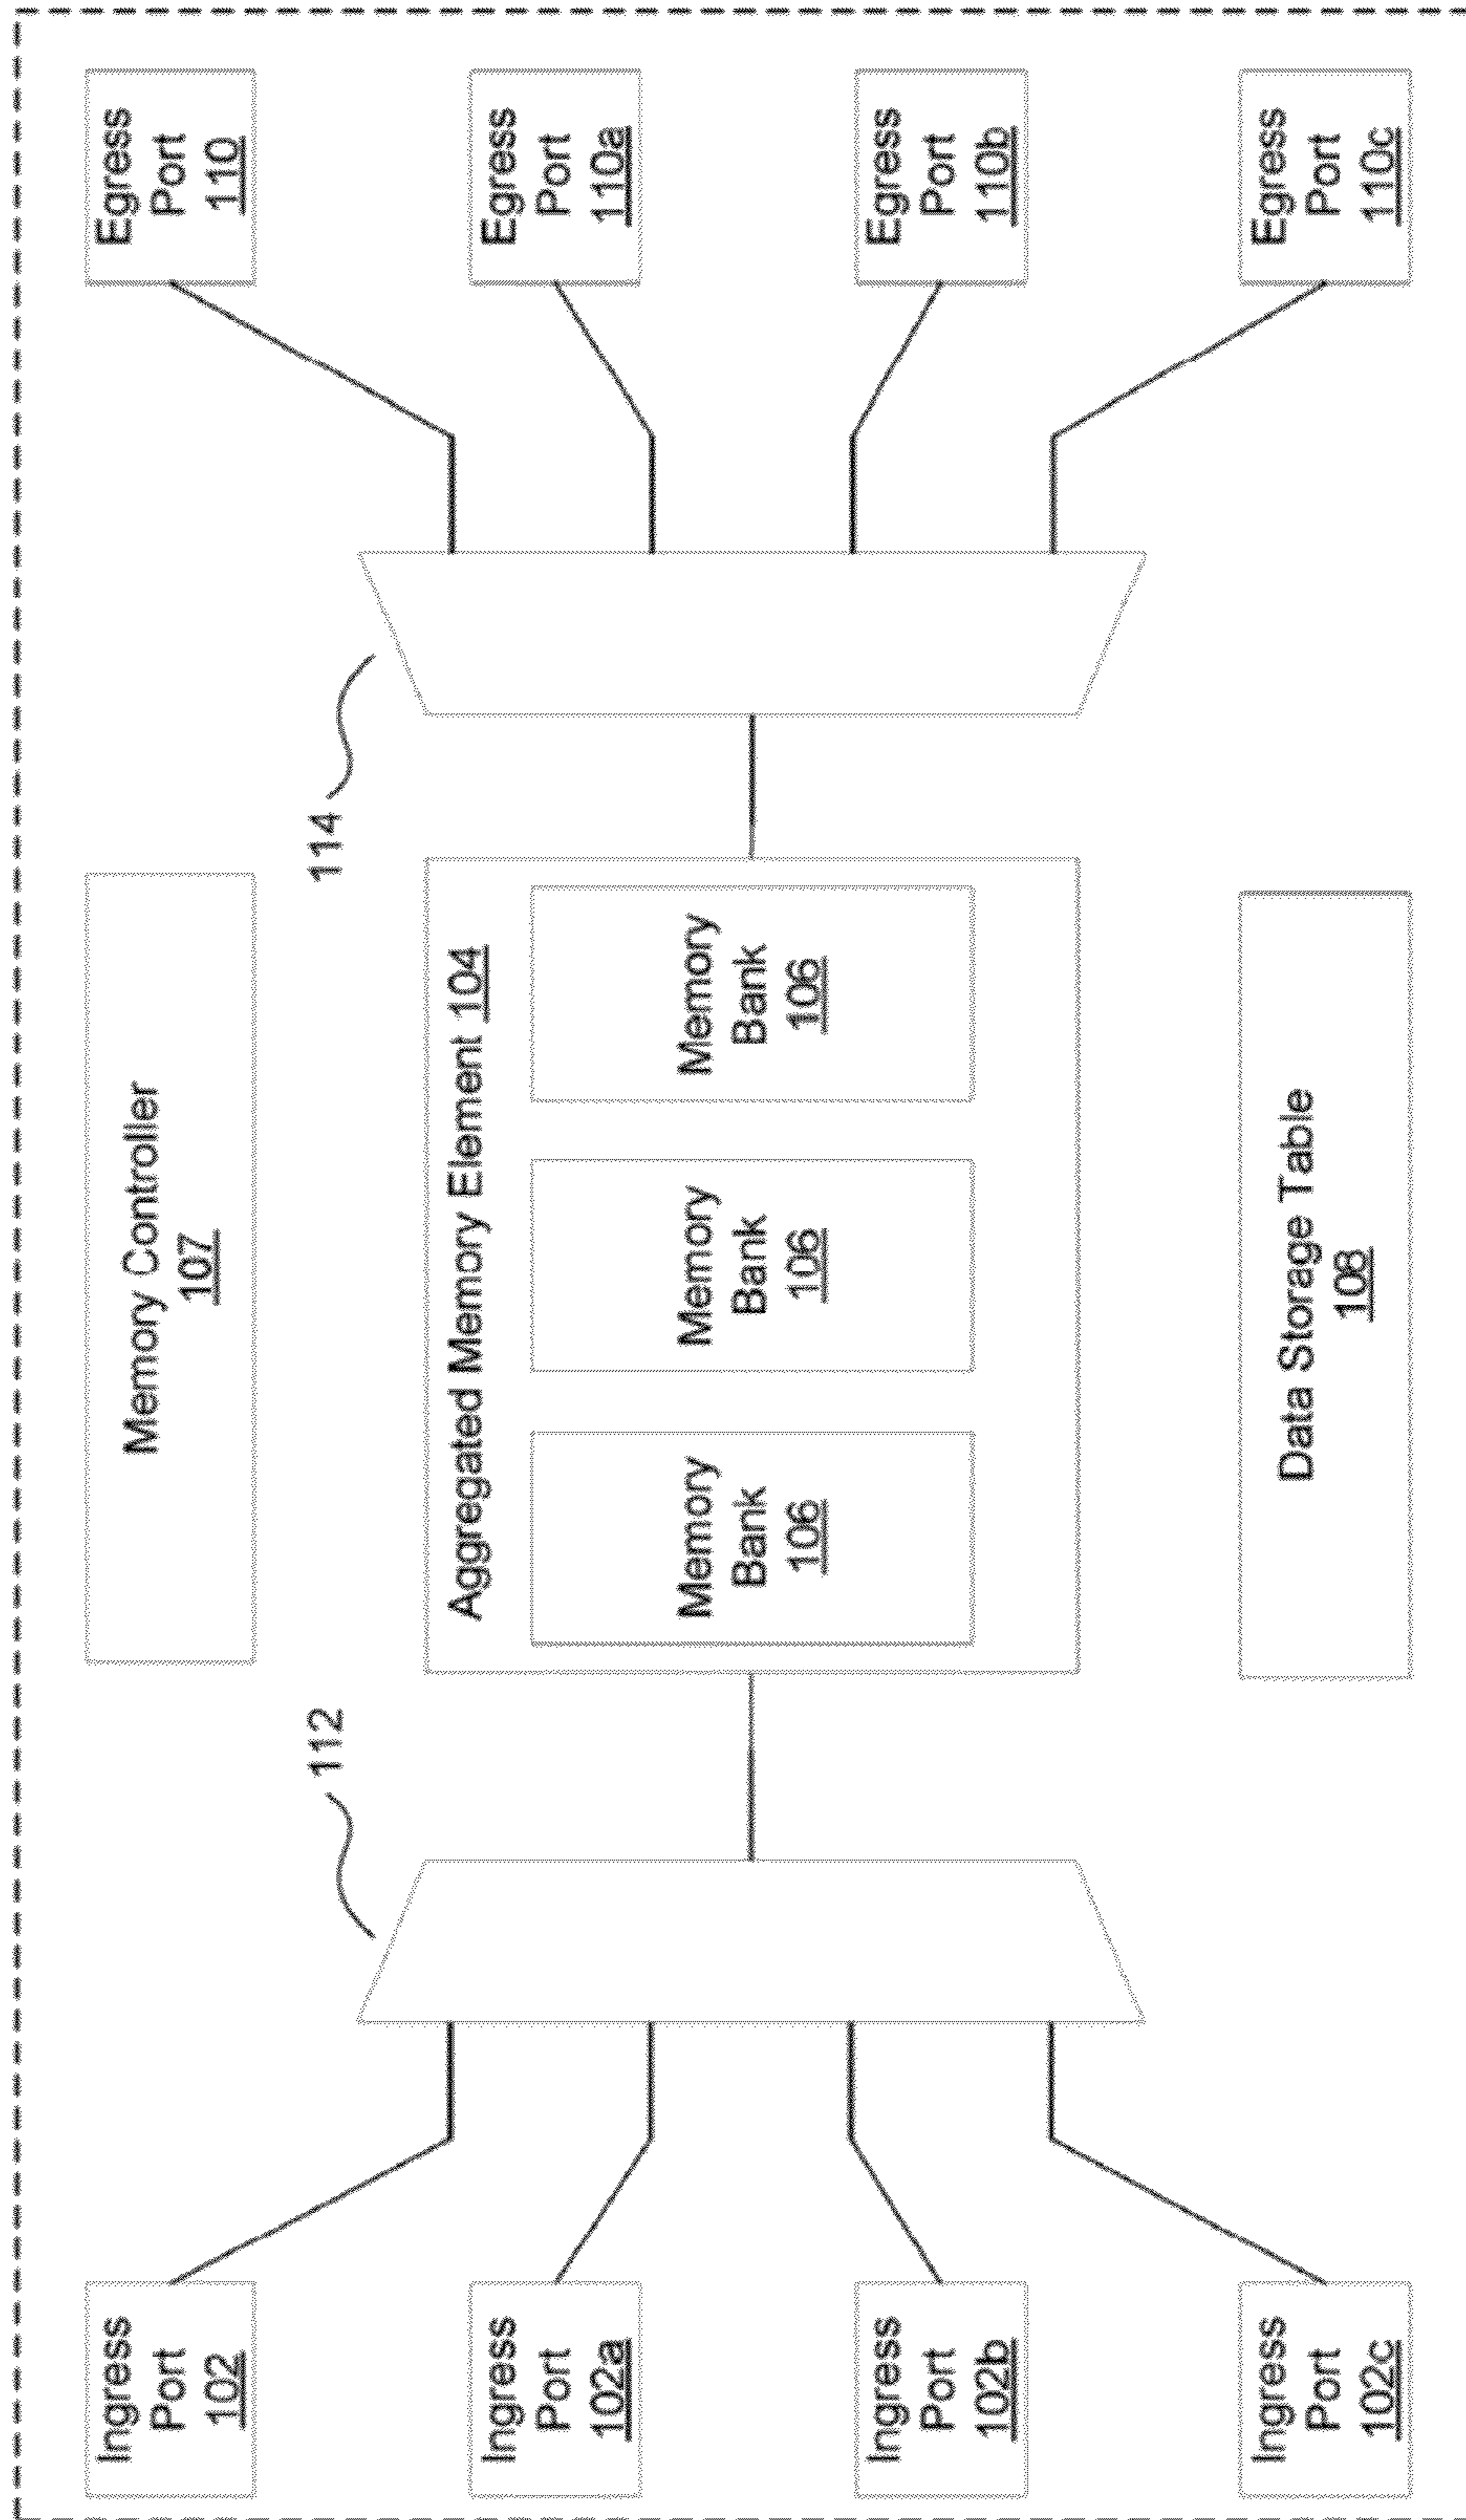 Ingress
Port
102
Ingress
Port
102a
Ingress
Port
102b
Ingress
Port
102c
112
Memory Controller
107
Aggregated Memory Element 104
Memory
Bank
106
Memory
Bank
106
Memory
Bank
106
Data Storage Table
108
114
Egress
Port
110
Egress
Port
110a
Egress
Port
110b
Egress
Port
110c